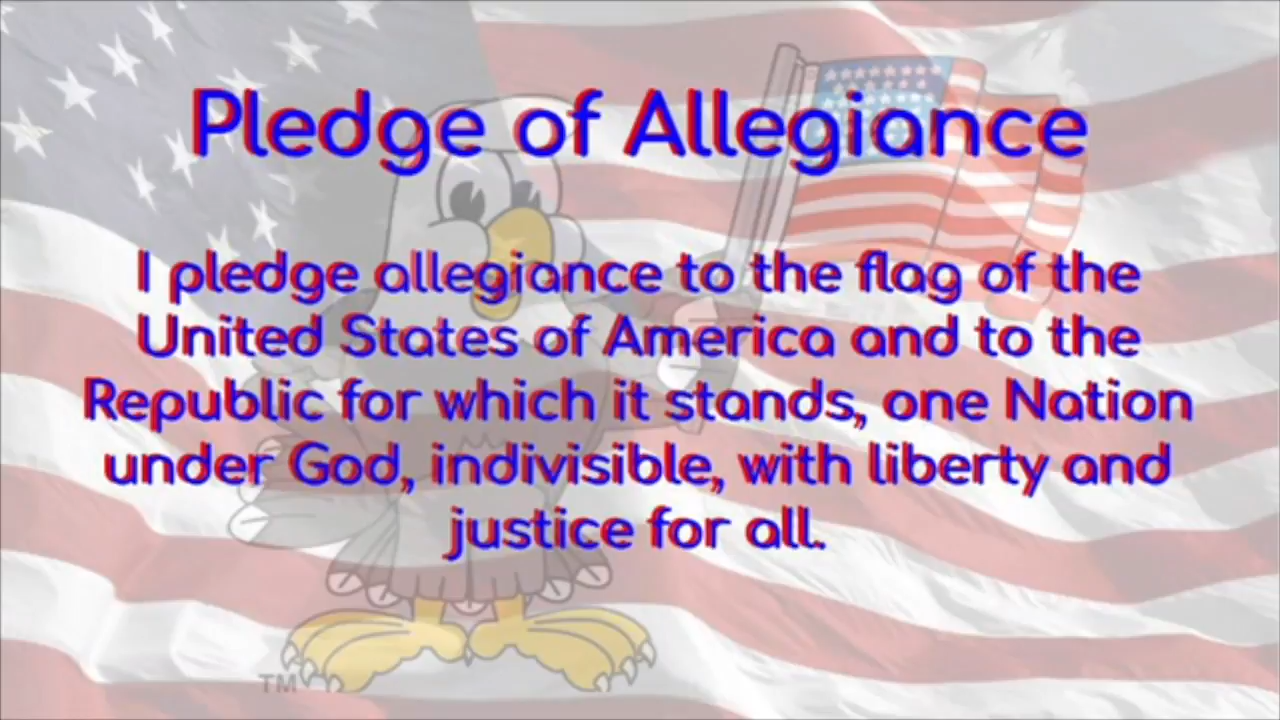 Pledge of Allegiance
I pledge allegiance to the flag of the
United States of America and to the
Republic for which it stands, one Nation
under God, indivisible, with liberty and
justice for all.
TM